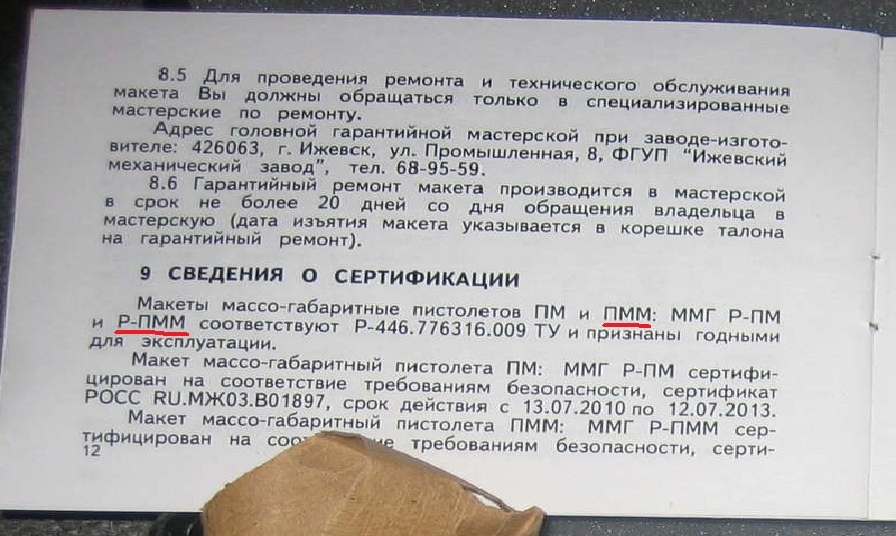 8.5 Для проведения ремонта и технического обслуживания
макета Вы должны обращаться только в специализированные
мастерские по ремонту.
Адрес головной гарантийной мастерской при заводе-изгото-
вителе: 426063, г. Ижевск, ул. Промышленная, 8, ФГУП "Ижевский
механический завод", тел. 68-95-59.
8.6 Гарантийный ремонт макета производится в мастерской
в срок не более 20 дней со дня обращения владельца в
мастерскую (дата изъятия макета указывается в корешке талона
на гарантийный ремонт).
9 СВЕДЕНИЯ О СЕРТИФИКАЦИИ
Макеты массо-габаритные пистолетов ПМ и ПММ: ММГ Р-ПМ
и Р-ПММ соответствуют Р-446.776316.009 ТУ и признаны годными
для эксплуатации.
Макет массо-габаритный пистолета ПМ: ММГ Р-ПМ сертифи-
цирован на соответствие требованиям безопасности, сертификат
РОСС RU.МЖ03.В01897, срок действия с 13.07.2010 по 12.07.2013.
Макет массо-габаритный пистолета ПММ: ММГ Р-ПММ сер-
тифицирован на требованиям безопасности, серти-
12